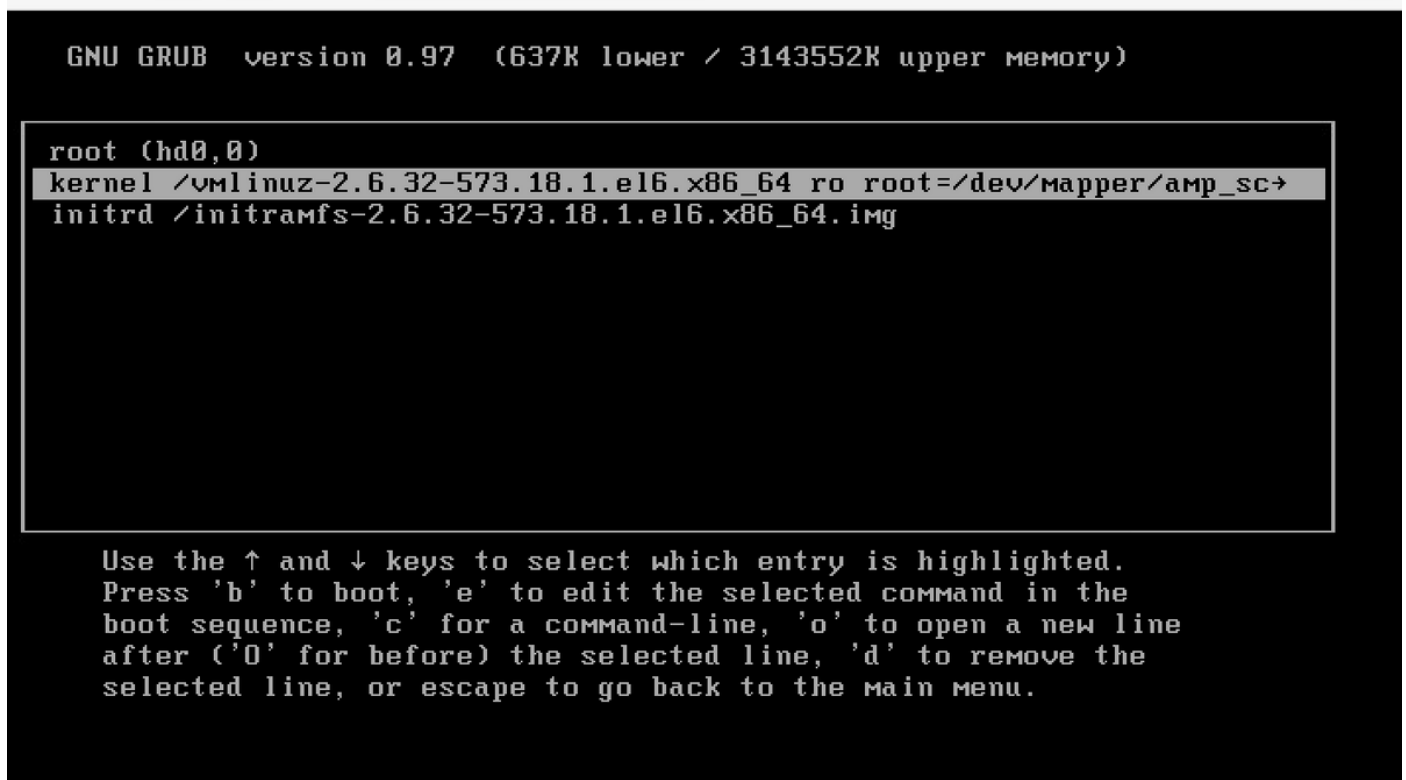 GNU GRUB  version 0.97  (637K lower / 3143552K upper memory)
root (hd0,0)
kernel /vmlinuz-2.6.32-573.18.1.el6.x86_64 ro root=/dev/mapper/amp_sc→
initrd /initramfs-2.6.32-573.18.1.el6.x86_64.img
Use the ↑ and ↓ keys to select which entry is highlighted.
Press 'b' to boot, 'e' to edit the selected command in the
boot sequence, 'c' for a command-line, 'o' to open a new line
after ('O' for before) the selected line, 'd' to remove the
selected line, or escape to go back to the main menu.